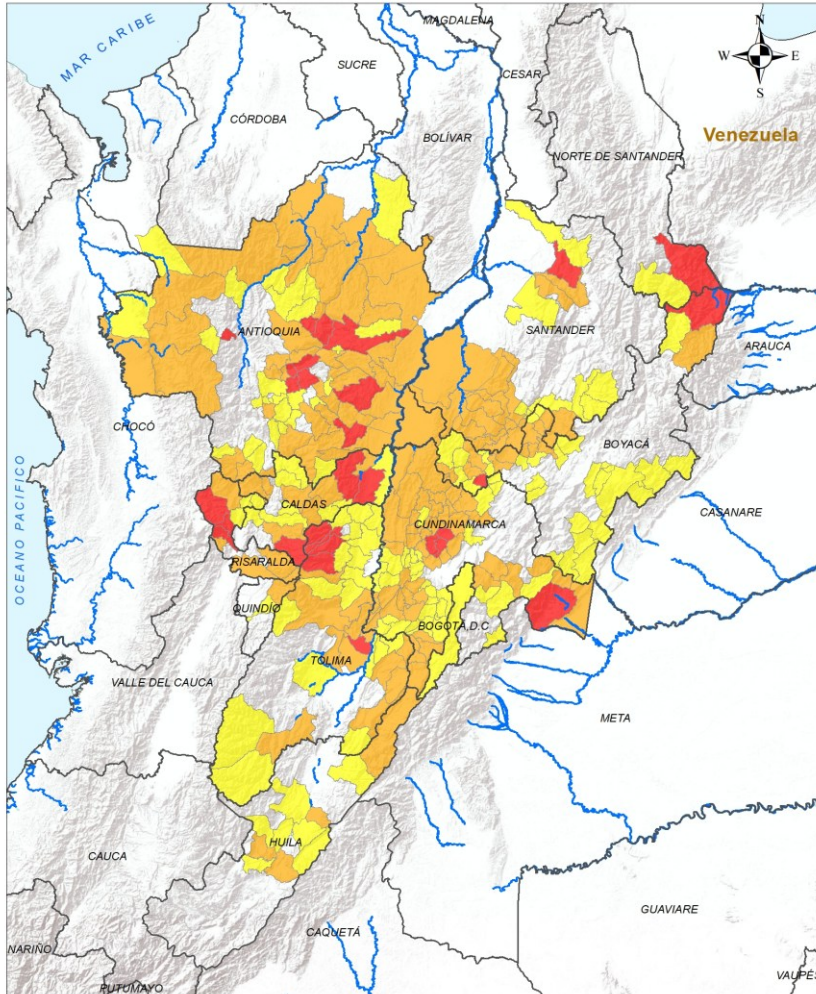 MAGDALENA
MAR CARIBE
N
W E
S
SUCRE
CESAR
CÓRDOBA
BOLÍVAR
Venezuela
NORTE DE SANTANDER
ANTIOQUIA
SANTANDER
ARAUCA
CHOCÓ
BOYACÁ
CALDAS
CASANARE
CUNDINAMARCA
OCEANO PACIFICO
RISARALDA
QUINDÍO
BOGOTÁ,D.C
TOLIMA
VALLE DEL CAUCA
META
HUILA
CAUCA
GUAVIARE
CAQUETÁ
NARIÑO
VAUPÉS
PUTUMAYO